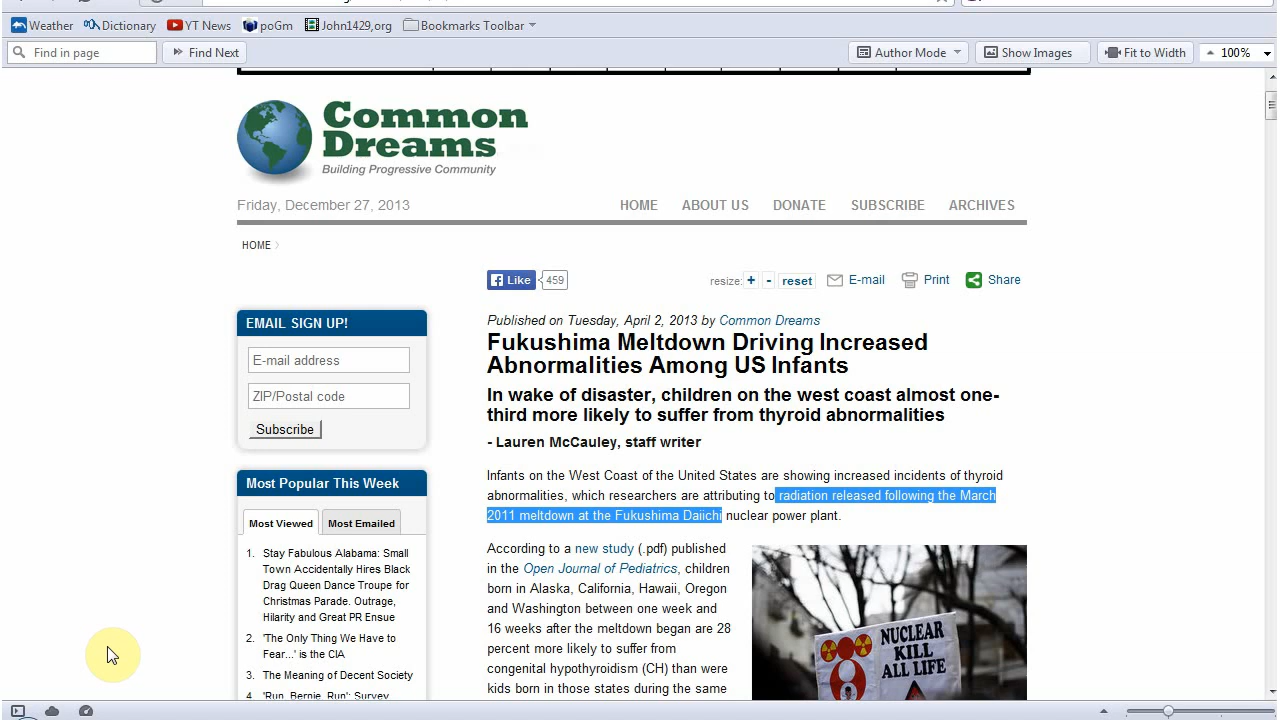 Weather Dictionary YT News poGm John1429,org Bookmarks Toolbar
Find in page Find Next Author Mode Show Images Fit to Width 100%
Common
Dreams
Building Progressive Community
Friday, December 27, 2013 HOME ABOUT US DONATE SUBSCRIBE ARCHIVES
HOME
Like 459 resize: + - reset E-mail Print Share
EMAIL SIGN UP!
E-mail address
ZIP/Postal code
Subscribe
Most Popular This Week
Most Viewed Most Emailed
1. Stay Fabulous Alabama: Small
Town Accidentally Hires Black
Drag Queen Dance Troupe for
Christmas Parade. Outrage,
Hilarity and Great PR Ensue
2. 'The Only Thing We Have to
Fear...' is the CIA
3. The Meaning of Decent Society
4. 'Run, Bernie, Run': Survey
Published on Tuesday, April 2, 2013 by Common Dreams
Fukushima Meltdown Driving Increased
Abnormalities Among US Infants
In wake of disaster, children on the west coast almost one-
third more likely to suffer from thyroid abnormalities
- Lauren McCauley, staff writer
Infants on the West Coast of the United States are showing increased incidents of thyroid
abnormalities, which researchers are attributing to radiation released following the March
2011 meltdown at the Fukushima Daiichi nuclear power plant.
According to a new study (.pdf) published
in the Open Journal of Pediatrics, children
born in Alaska, California, Hawaii, Oregon
and Washington between one week and
16 weeks after the meltdown began are 28
percent more likely to suffer from
congenital hypothyroidism (CH) than were
kids born in those states during the same
NUCLEAR
KILL
ALL LIFE